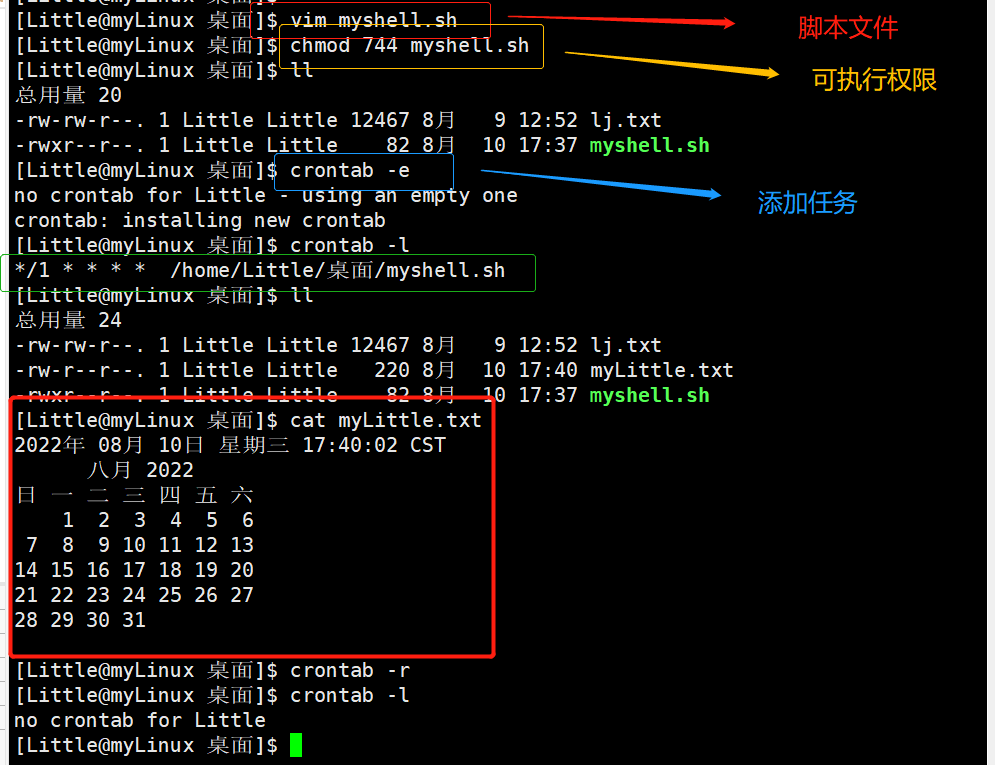 [Little@myLinux 桌面]$ vim myshell.sh
脚本文件
[Little@myLinux 桌面]$ chmod 744 myshell.sh
可执行权限
[Little@myLinux 桌面]$ ll
总用量 20
-rw-rw-r--. 1 Little Little 12467 8月   9 12:52 lj.txt
-rwxr--r--. 1 Little Little    82 8月  10 17:37 myshell.sh
[Little@myLinux 桌面]$ crontab -e
添加任务
no crontab for Little - using an empty one
crontab: installing new crontab
[Little@myLinux 桌面]$ crontab -l
*/1 * * * *  /home/Little/桌面/myshell.sh
[Little@myLinux 桌面]$ ll
总用量 24
-rw-rw-r--. 1 Little Little 12467 8月   9 12:52 lj.txt
-rw-r--r--. 1 Little Little   220 8月  10 17:40 myLittle.txt
-rwxr--r--. 1 Little Little    82 8月  10 17:37 myshell.sh
[Little@myLinux 桌面]$ cat myLittle.txt
2022年 08月 10日 星期三 17:40:02 CST
      八月 2022
日 一 二 三 四 五 六
    1  2  3  4  5  6
 7  8  9 10 11 12 13
14 15 16 17 18 19 20
21 22 23 24 25 26 27
28 29 30 31
[Little@myLinux 桌面]$ crontab -r
[Little@myLinux 桌面]$ crontab -l
no crontab for Little
[Little@myLinux 桌面]$